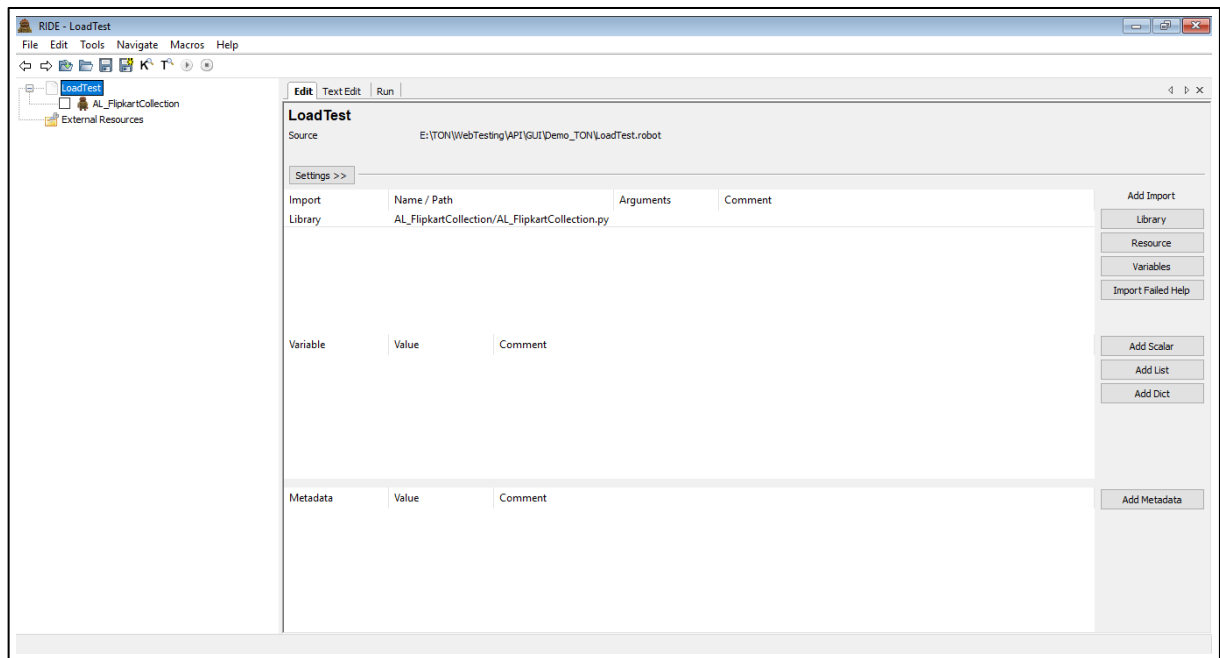 RIDE - LoadTest
File Edit Tools Navigate Macros Help
LoadTest
AL_FlipkartCollection
External Resources
Edit Text Edit Run
LoadTest
Source E:\TON\WebTesting\API\GUI\Demo_TON\LoadTest.robot
Settings >>
Import Name / Path Arguments Comment Add Import
Library AL_FlipkartCollection/AL_FlipkartCollection.py Library
Resource
Variables
Import Failed Help
Variable Value Comment Add Scalar
Add List
Add Dict
Metadata Value Comment Add Metadata